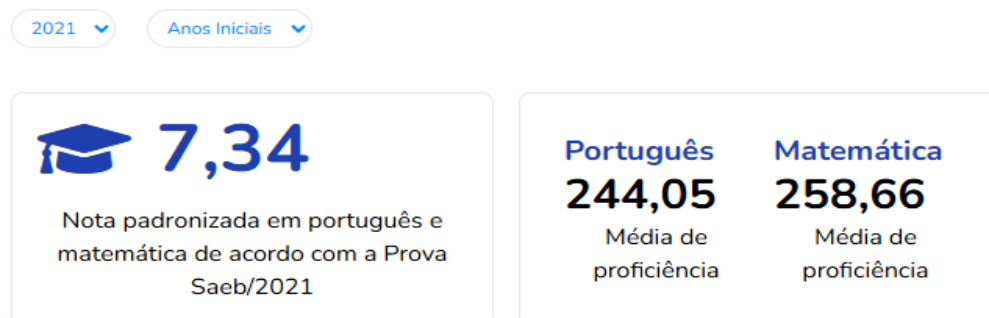 2021
Anos Iniciais
7,34
Nota padronizada em português e
matemática de acordo com a Prova
Saeb/2021
Português
244,05
Média de
proficiência
Matemática
258,66
Média de
proficiência